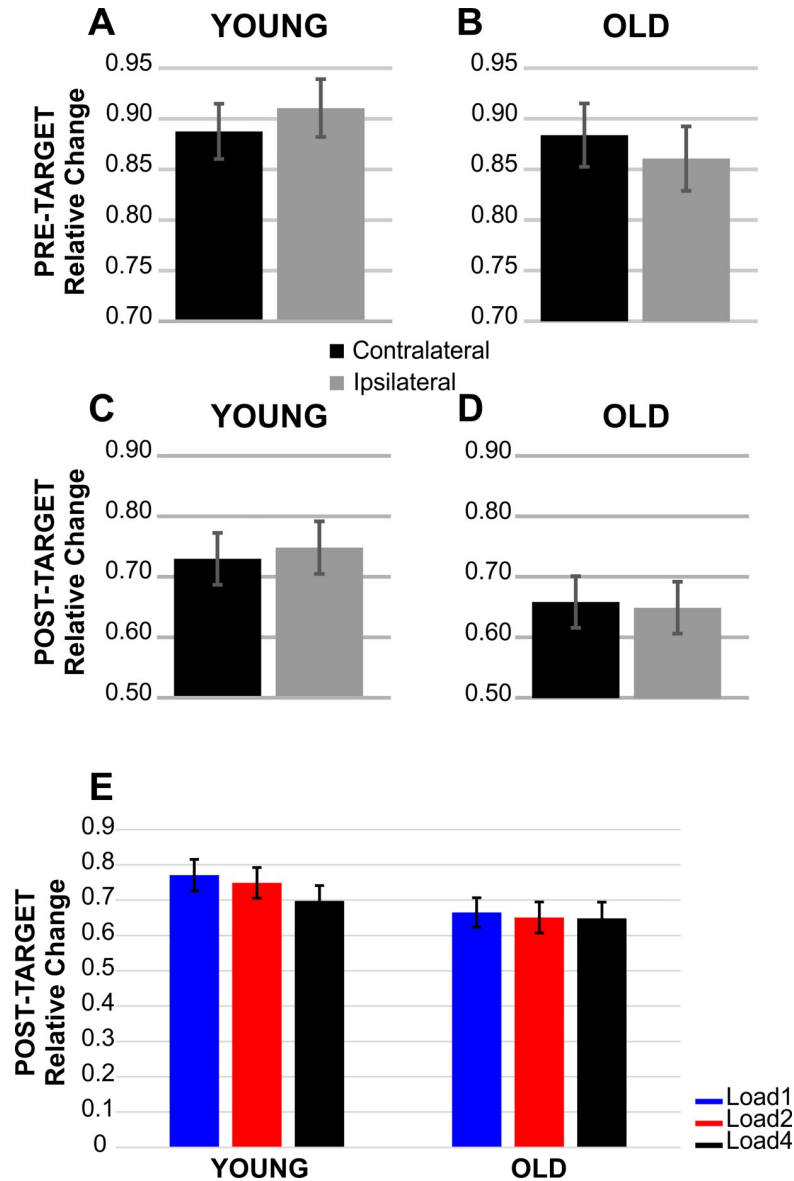 A YOUNG
B OLD
PRE-TARGET
Relative Change
0.95
0.90
0.85
0.80
0.75
0.70
0.95
0.90
0.85
0.80
0.75
0.70
Contralateral
Ipsilateral
C YOUNG
D OLD
POST-TARGET
Relative Change
0.90
0.80
0.70
0.60
0.50
0.90
0.80
0.70
0.60
0.50
E
POST-TARGET
Relative Change
0.9
0.8
0.7
0.6
0.5
0.4
0.3
0.2
0.1
0
YOUNG OLD
Load1
Load2
Load4